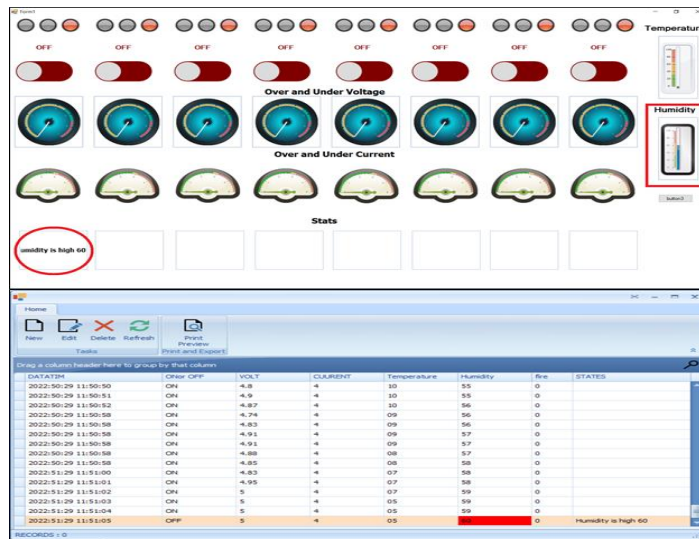 OFF OFF OFF OFF OFF OFF OFF OFF
Temperatur
Over and Under Voltage
Humidity
Over and Under Current
button3
Stats
umidity is high 60
Home
New Edit Delete Refresh Print Preview
Tasks Print and Export
Drag a column header here to group by that column
DATATIM ONor OFF VOLT CUURENT Temperature Humidity fire STATES
2022:50:29 11:50:50 ON 4.8 4 10 55 0
2022:50:29 11:50:51 ON 4.9 4 10 55 0
2022:50:29 11:50:52 ON 4.87 4 10 56 0
2022:50:29 11:50:58 ON 4.74 4 09 56 0
2022:50:29 11:50:58 ON 4.83 4 09 56 0
2022:50:29 11:50:58 ON 4.91 4 09 57 0
2022:50:29 11:50:58 ON 4.91 4 09 57 0
2022:50:29 11:50:58 ON 4.88 4 08 57 0
2022:50:29 11:50:58 ON 4.85 4 08 58 0
2022:51:29 11:51:00 ON 4.83 4 07 58 0
2022:51:29 11:51:01 ON 4.95 4 07 58 0
2022:51:29 11:51:02 ON 5 4 07 59 0
2022:51:29 11:51:03 ON 5 4 05 59 0
2022:51:29 11:51:04 ON 5 4 05 59 0
2022:51:29 11:51:05 OFF 5 4 05 60 0 Humidity is high 60
RECORDS : 0